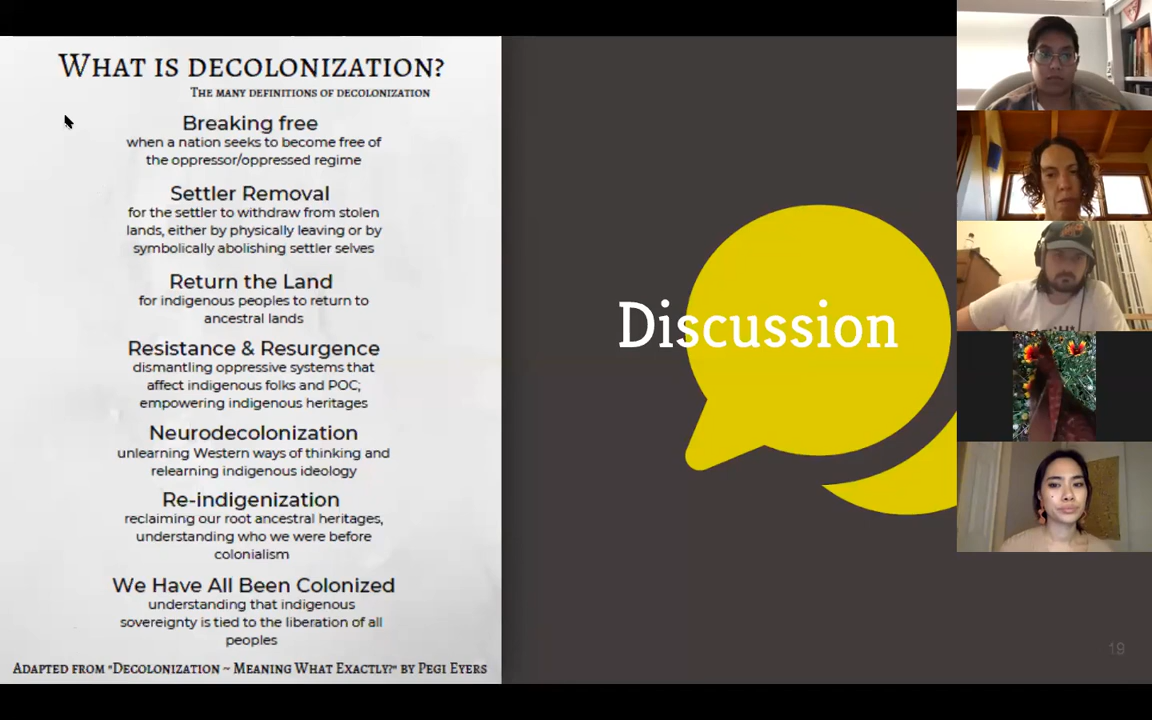 What is decolonization?
The many definitions of decolonization
Breaking free
when a nation seeks to become free of
the oppressor/oppressed regime
Settler Removal
for the settler to withdraw from stolen
lands, either by physically leaving or by
symbolically abolishing settler selves
Return the Land
for indigenous peoples to return to
ancestral lands
Resistance & Resurgence
dismantling oppressive systems that
affect indigenous folks and POC;
empowering indigenous heritages
Neurodecolonization
unlearning Western ways of thinking and
relearning indigenous ideology
Re-indigenization
reclaiming our root ancestral heritages,
understanding who we were before
colonialism
We Have All Been Colonized
understanding that indigenous
sovereignty is tied to the liberation of all
peoples
Adapted from "Decolonization ~ Meaning What Exactly?" by Pegi Eyers
Discussion
19